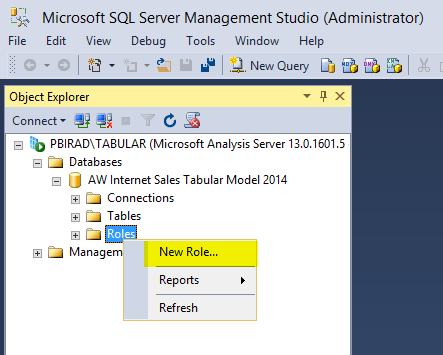 Microsoft SQL Server Management Studio (Administrator)
File Edit View Debug Tools Window Help
New Query
Object Explorer
Connect
PBIRAD\TABULAR (Microsoft Analysis Server 13.0.1601.5
Databases
AW Internet Sales Tabular Model 2014
Connections
Tables
Roles
Managem
New Role...
Reports
Refresh